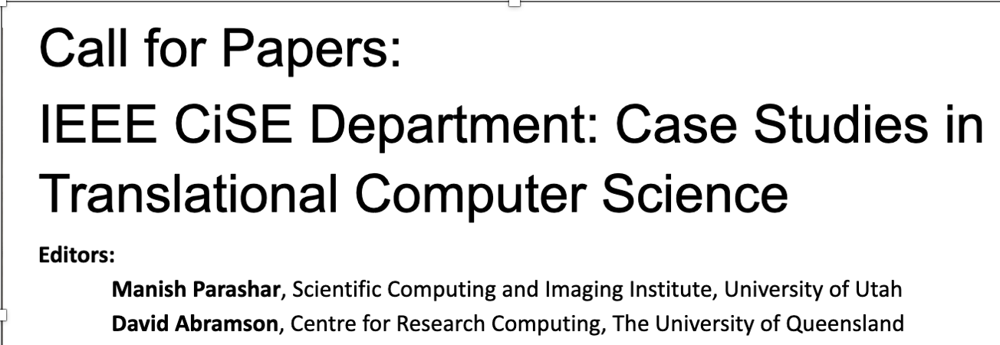 Call for Papers:
IEEE CiSE Department: Case Studies in
Translational Computer Science
Editors:
Manish Parashar, Scientific Computing and Imaging Institute, University of Utah
David Abramson, Centre for Research Computing, The University of Queensland